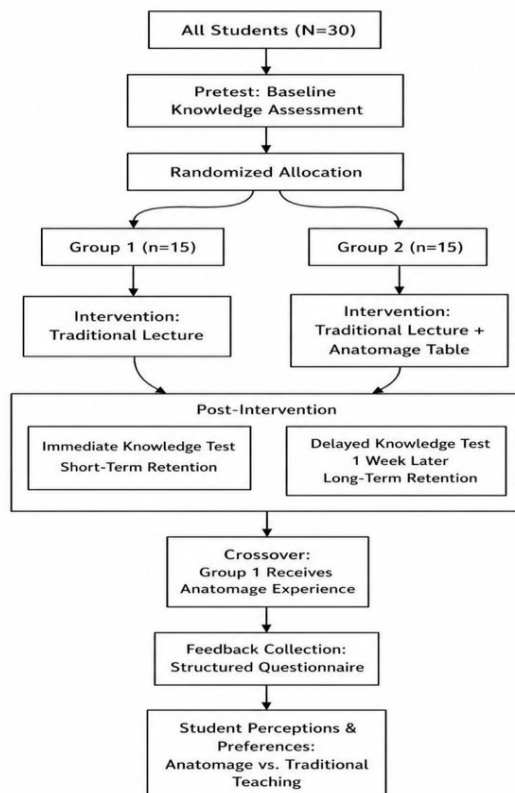 All Students (N=30)
Pretest: Baseline
Knowledge Assessment
Randomized Allocation
Group 1 (n=15)
Group 2 (n=15)
Intervention:
Traditional Lecture
Intervention:
Traditional Lecture +
Anatomage Table
Post-Intervention
Immediate Knowledge Test
Short-Term Retention
Delayed Knowledge Test
1 Week Later
Long-Term Retention
Crossover:
Group 1 Receives
Anatomage Experience
Feedback Collection:
Structured Questionnaire
Student Perceptions &
Preferences:
Anatomage vs. Traditional
Teaching